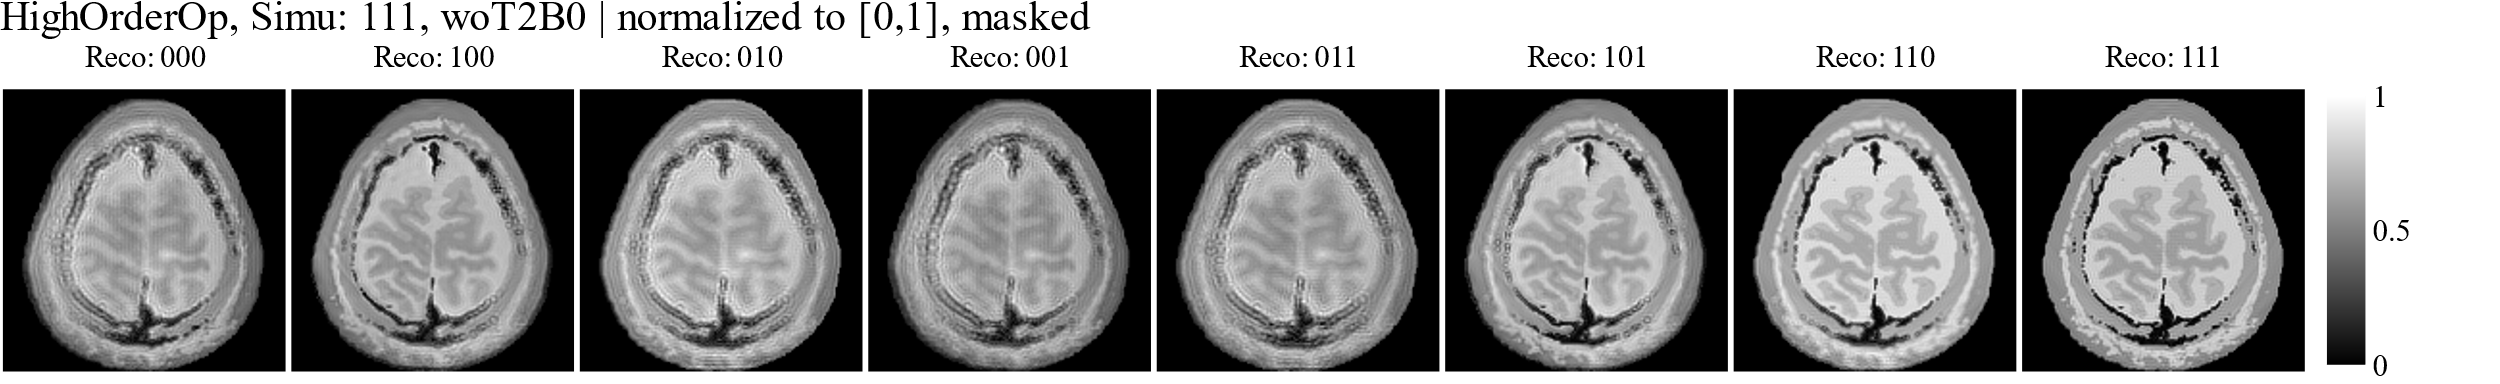 HighOrderOp, Simu: 111, woT2B0 | normalized to [0,1], masked
Reco: 000 Reco: 100 Reco: 010 Reco: 001 Reco: 011 Reco: 101 Reco: 110 Reco: 111
1
0.5
0